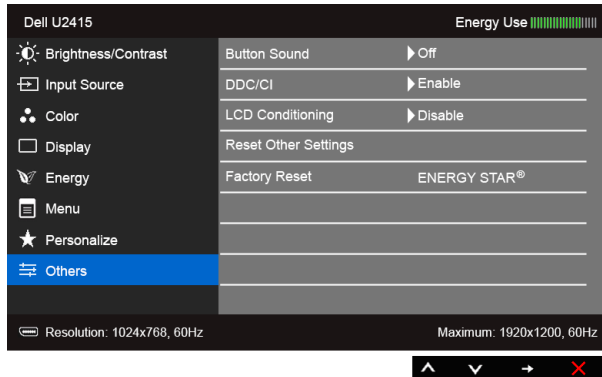 Dell U2415 Energy Use
Brightness/Contrast Button Sound Off
Input Source DDC/CI Enable
Color LCD Conditioning Disable
Display Reset Other Settings
Energy Factory Reset ENERGY STAR®
Menu
Personalize
Others
Resolution: 1024x768, 60Hz Maximum: 1920x1200, 60Hz